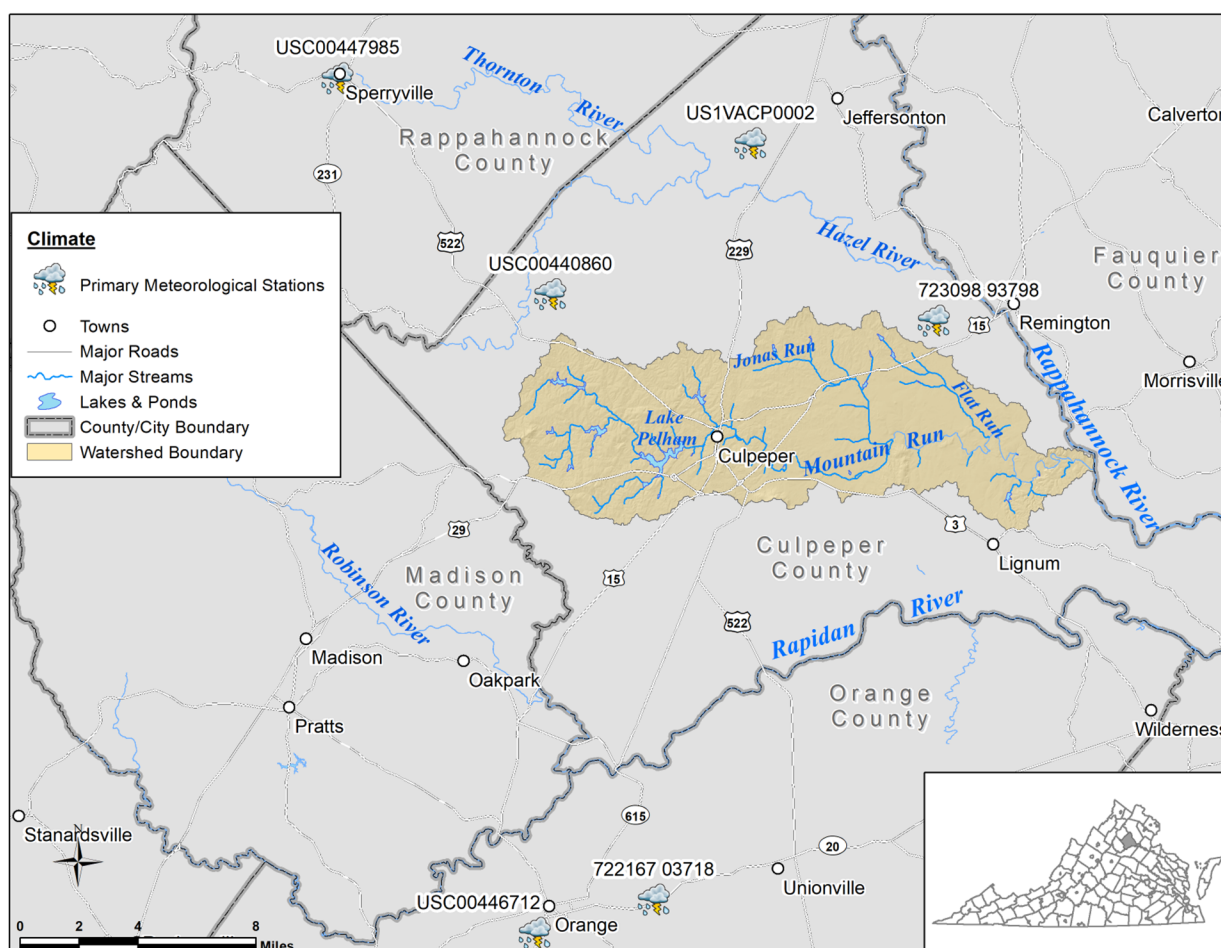 USC00447985
Sperryville
Thornton
River
US1VACP0002
Jeffersonton
Calverton
Rappahannock
County
231
522
229
Hazel River
Fauquier
County
USC00440860
723098 93798
15
Remington
Rappahannock River
Morrisville
Climate
Primary Meteorological Stations
Towns
Major Roads
Major Streams
Lakes & Ponds
County/City Boundary
Watershed Boundary
Jonas Run
Lake
Pelham
Culpeper
Mountain
Run
Flat Run
29
3
Lignum
Culpeper
County
Madison
County
15
Robinson River
522
Rapidan
River
Madison
Oakpark
Pratts
Orange
County
Wilderness
Stanardsville
N
615
20
722167 03718
Unionville
USC00446712
Orange
0 2 4 8
Miles